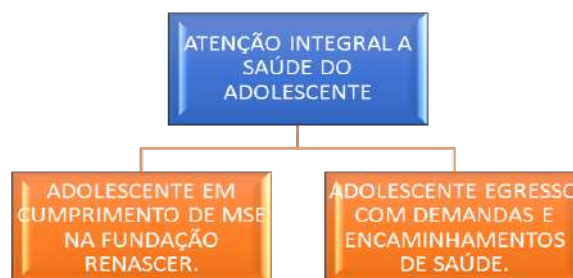 ATENÇÃO INTEGRAL A
SAÚDE DO
ADOLESCENTE
ADOLESCENTE EM
CUMPRIMENTO DE MSE
NA FUNDAÇÃO
RENASCER.
ADOLESCENTE EGRESSO
COM DEMANDAS E
ENCAMINHAMENTOS
DE SAÚDE.